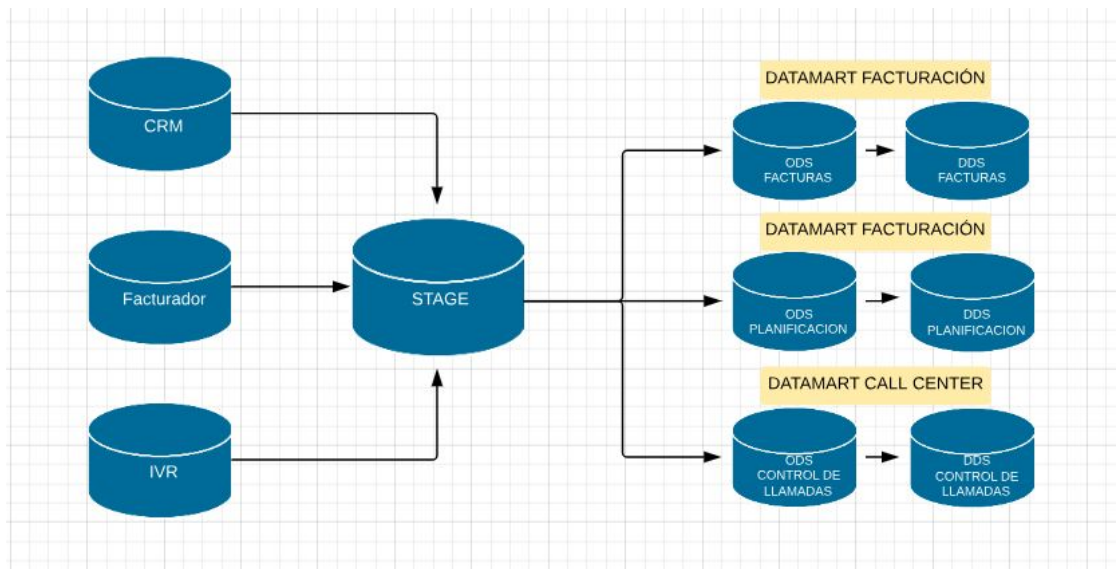 CRM
Facturador
IVR
STAGE
DATAMART FACTURACIÓN
ODS
FACTURAS
DDS
FACTURAS
DATAMART FACTURACIÓN
ODS
PLANIFICACION
DDS
PLANIFICACION
DATAMART CALL CENTER
ODS
CONTROL DE
LLAMADAS
DDS
CONTROL DE
LLAMADAS